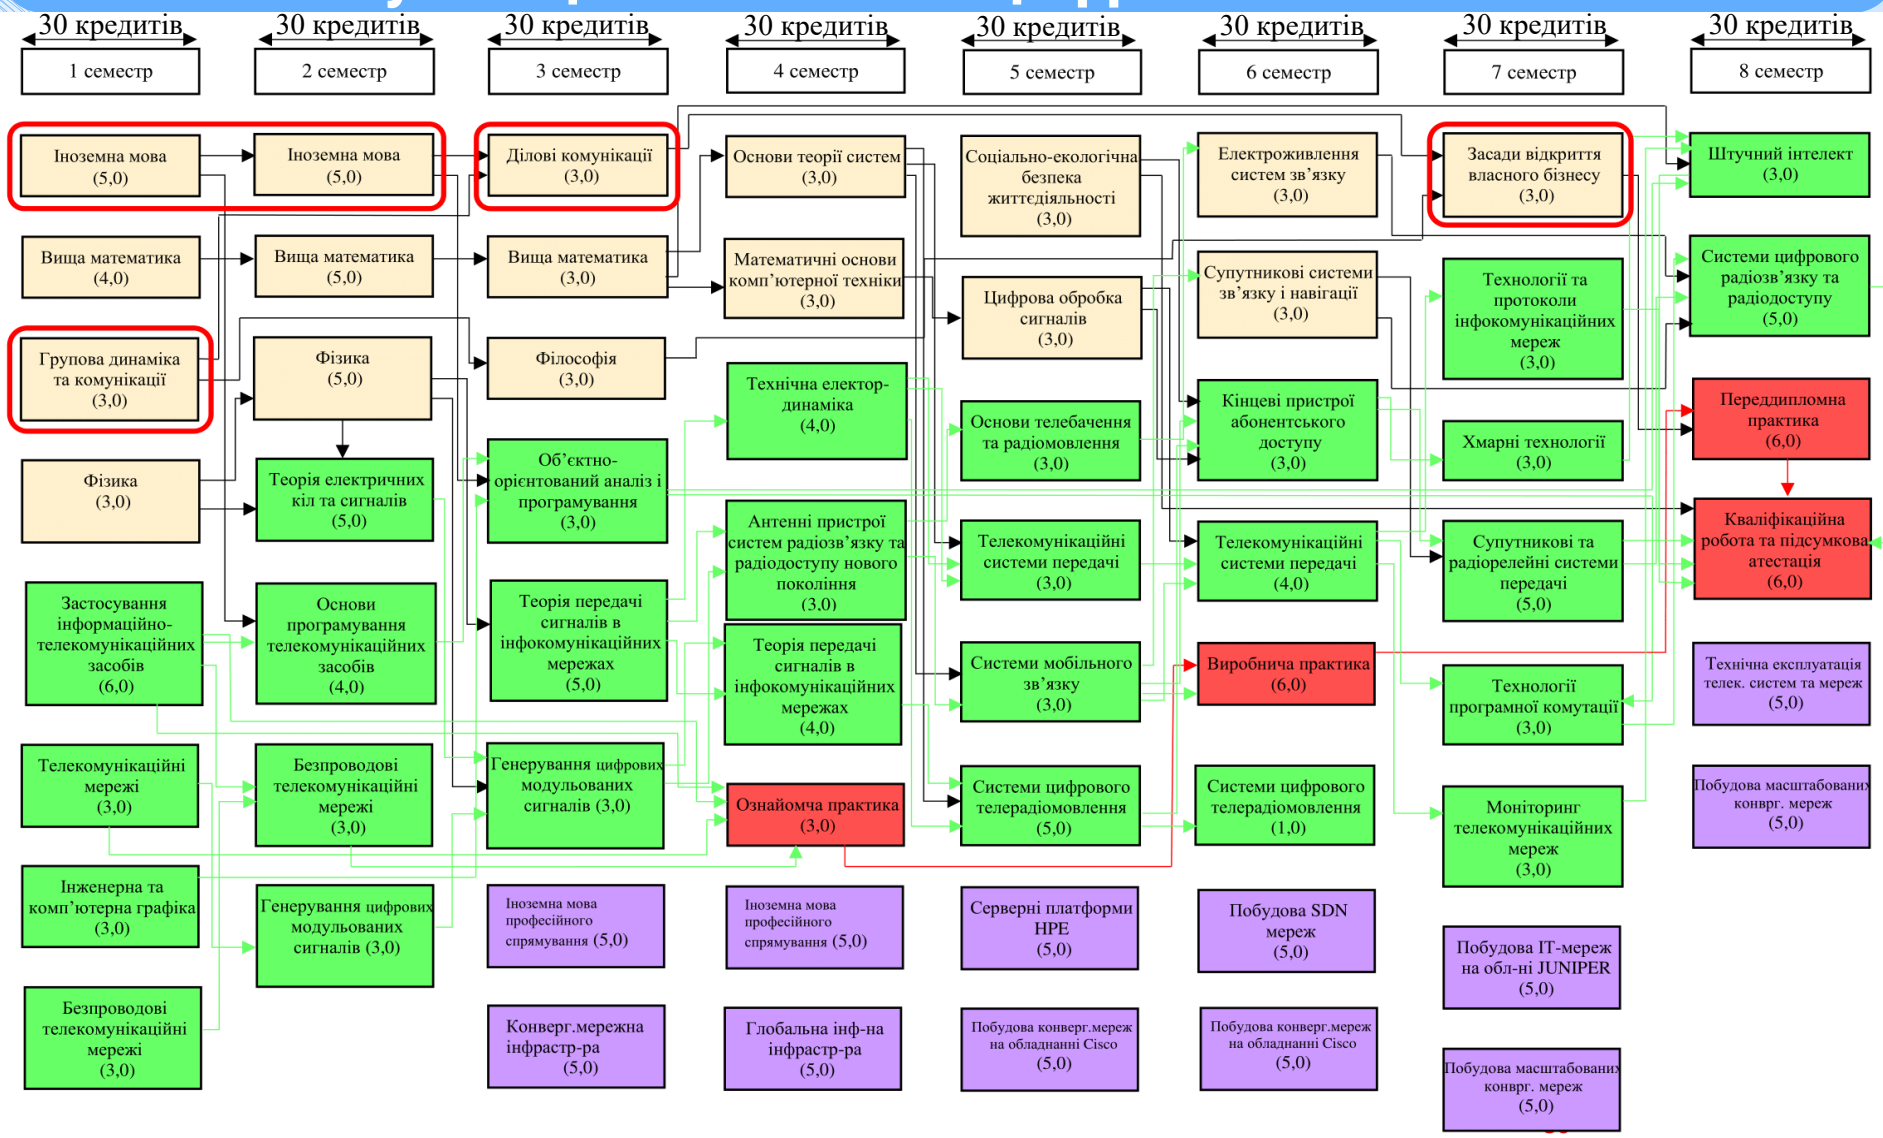 30 кредитів
30 кредитів
30 кредитів
30 кредитів
30 кредитів
30 кредитів
30 кредитів
30 кредитів
1 семестр
2 семестр
3 семестр
4 семестр
5 семестр
6 семестр
7 семестр
8 семестр
Іноземна мова
(5,0)
Вища математика
(4,0)
Групова динаміка
та комунікації
(3,0)
Фізика
(3,0)
Застосування
інформаційно-
телекомунікаційних
засобів
(6,0)
Телекомунікаційні
мережі
(3,0)
Інженерна та
комп’ютерна графіка
(3,0)
Безпроводові
телекомунікаційні
мережі
(3,0)
Іноземна мова
(5,0)
Вища математика
(5,0)
Фізика
(5,0)
Теорія електричних
кіл та сигналів
(5,0)
Основи
програмування
телекомунікаційних
засобів
(4,0)
Безпроводові
телекомунікаційні
мережі
(3,0)
Генерування цифрових
модульованих
сигналів (3,0)
Ділові комунікації
(3,0)
Вища математика
(3,0)
Філософія
(3,0)
Об’єктно-
орієнтований аналіз і
програмування
(3,0)
Теорія передачі
сигналів в
інфокомунікаційних
мережах
(5,0)
Генерування цифрових
модульованих
сигналів (3,0)
Іноземна мова
професійного
спрямування (5,0)
Конверг.мережна
інфрастр-ра
(5,0)
Основи теорії систем
(3,0)
Математичні основи
комп’ютерної техніки
(3,0)
Технічна електор-
динаміка
(4,0)
Антенні пристрої
систем радіозв’язку та
радіодоступу нового
покоління
(3,0)
Теорія передачі
сигналів в
інфокомунікаційних
мережах
(4,0)
Ознайомча практика
(3,0)
Іноземна мова
професійного
спрямування (5,0)
Глобальна інф-на
інфрастр-ра
(5,0)
Соціально-екологічна
безпека
життєдіяльності
(3,0)
Цифрова обробка
сигналів
(3,0)
Основи телебачення
та радіомовлення
(3,0)
Телекомунікаційні
системи передачі
(3,0)
Системи мобільного
зв’язку
(3,0)
Системи цифрового
телерадіомовлення
(5,0)
Серверні платформи
HPE
(5,0)
Побудова конверг.мереж
на обладнанні Cisco
(5,0)
Електроживлення
систем зв’язку
(3,0)
Супутникові системи
зв’язку і навігації
(3,0)
Кінцеві пристрої
абонентського
доступу
(3,0)
Телекомунікаційні
системи передачі
(4,0)
Виробнича практика
(6,0)
Системи цифрового
телерадіомовлення
(1,0)
Побудова SDN
мереж
(5,0)
Побудова конверг.мереж
на обладнанні Cisco
(5,0)
Засади відкриття
власного бізнесу
(3,0)
Технології та
протоколи
інфокомунікаційних
мереж
(3,0)
Хмарні технології
(3,0)
Супутникові та
радіорелейні системи
передачі
(5,0)
Технології
програмної комутації
(3,0)
Моніторинг
телекомунікаційних
мереж
(3,0)
Побудова ІТ-мереж
на обл-ні JUNIPER
(5,0)
Побудова масштабованих
конврг. мереж
(5,0)
Штучний інтелект
(3,0)
Системи цифрового
радіозв’язку та
радіодоступу
(5,0)
Переддипломна
практика
(6,0)
Кваліфікаційна
робота та підсумкова
атестація
(6,0)
Технічна експлуатація
телек. систем та мереж
(5,0)
Побудова масштабованих
конврг. мереж
(5,0)